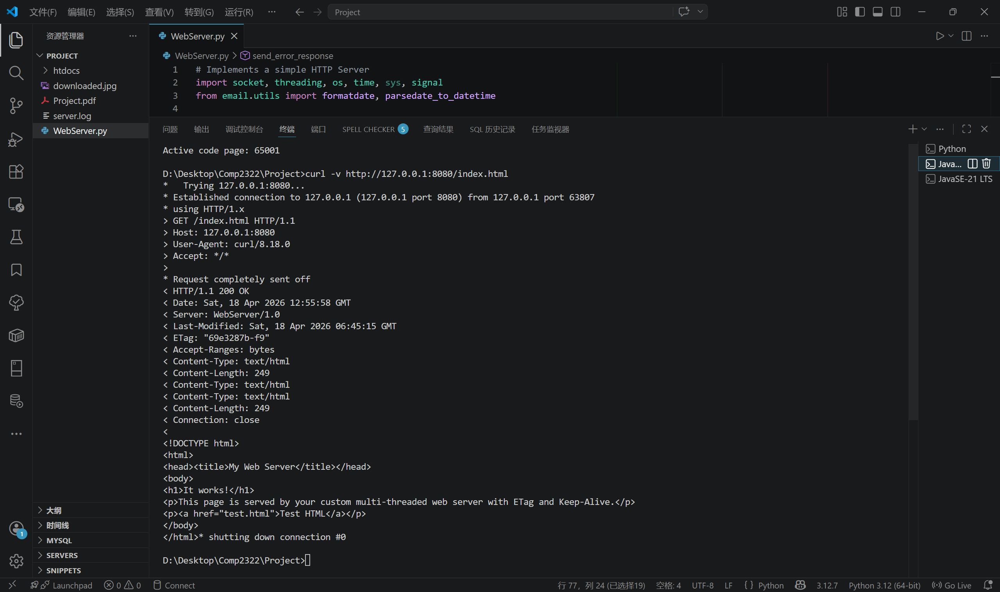 文件(F) 编辑(E) 选择(S) 查看(V) 转到(G) 运行(R) ··· Project
资源管理器 ···
PROJECT
htdocs
downloaded.jpg
Project.pdf
server.log
WebServer.py
大纲
时间线
MYSQL
SERVERS
SNIPPETS
WebServer.py
WebServer.py > send_error_response
1 # Implements a simple HTTP Server
2 import socket, threading, os, time, sys, signal
3 from email.utils import formatdate, parsedate_to_datetime
4
问题 输出 调试控制台 终端 端口 SPELL CHECKER 5 查询结果 SQL 历史记录 任务监视器
Active code page: 65001
D:\Desktop\Comp2322\Project>curl -v http://127.0.0.1:8080/index.html
*   Trying 127.0.0.1:8080...
* Established connection to 127.0.0.1 (127.0.0.1 port 8080) from 127.0.0.1 port 63807
* using HTTP/1.x
> GET /index.html HTTP/1.1
> Host: 127.0.0.1:8080
> User-Agent: curl/8.18.0
> Accept: */*
>
* Request completely sent off
< HTTP/1.1 200 OK
< Date: Sat, 18 Apr 2026 12:55:58 GMT
< Server: WebServer/1.0
< Last-Modified: Sat, 18 Apr 2026 06:45:15 GMT
< ETag: "69e3287b-f9"
< Accept-Ranges: bytes
< Content-Type: text/html
< Content-Length: 249
< Content-Type: text/html
< Content-Type: text/html
< Content-Length: 249
< Connection: close
<
<!DOCTYPE html>
<html>
<head><title>My Web Server</title></head>
<body>
<h1>It works!</h1>
<p>This page is served by your custom multi-threaded web server with ETag and Keep-Alive.</p>
<p><a href="test.html">Test HTML</a></p>
</body>
</html>* shutting down connection #0
D:\Desktop\Comp2322\Project>
Python
Java...
JavaSE-21 LTS
1
Launchpad 0 0 Connect 行 77，列 24 (已选择19) 空格: 4 UTF-8 LF { } Python 3.12.7 Python 3.12 (64-bit) Go Live